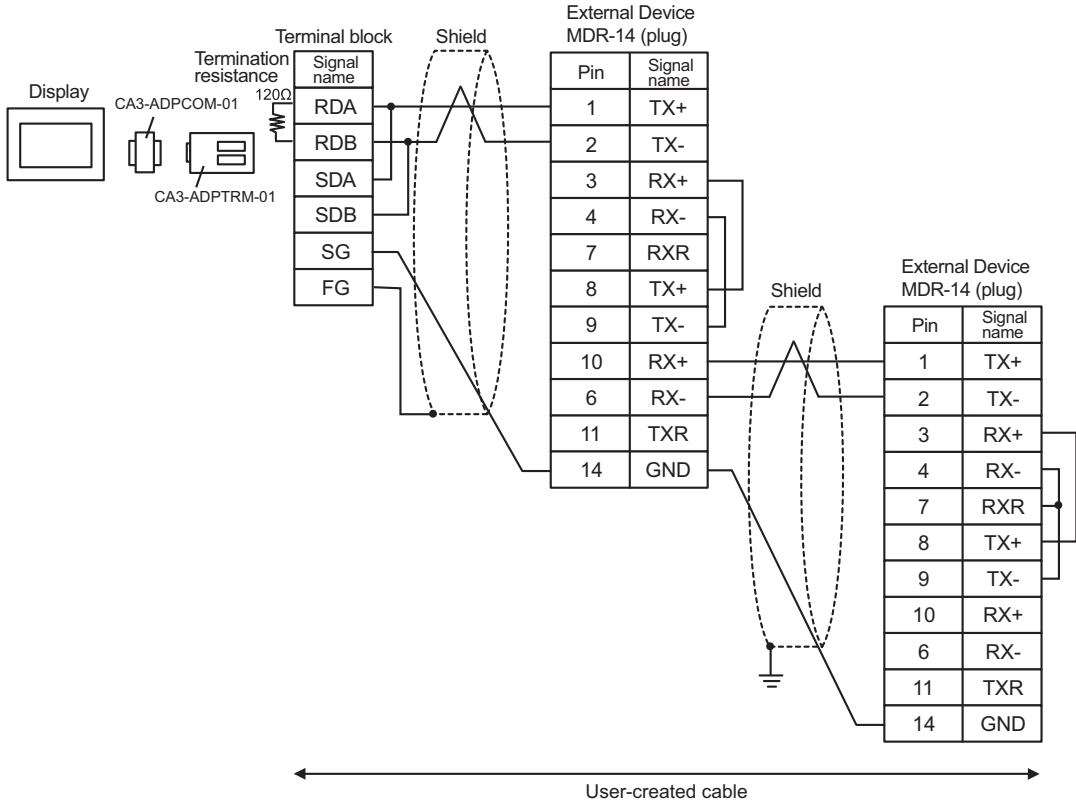 Display
CA3-ADPCOM-01
CA3-ADPTRM-01
Termination
resistance
120Ω
Terminal block
Signal
name
RDA
RDB
SDA
SDB
SG
FG
Shield
External Device
MDR-14 (plug)
Pin Signal
name
1 TX+
2 TX-
3 RX+
4 RX-
7 RXR
8 TX+
9 TX-
10 RX+
6 RX-
11 TXR
14 GND
Shield
External Device
MDR-14 (plug)
Pin Signal
name
1 TX+
2 TX-
3 RX+
4 RX-
7 RXR
8 TX+
9 TX-
10 RX+
6 RX-
11 TXR
14 GND
User-created cable